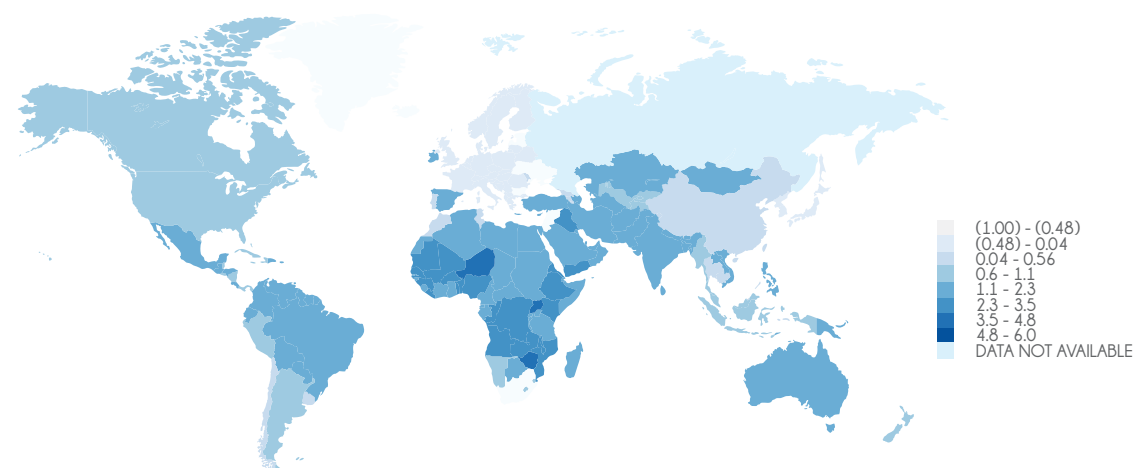 (1.00) - (0.48)
(0.48) - 0.04
0.04 - 0.56
0.6 - 1.1
1.1 - 2.3
2.3 - 3.5
3.5 - 4.8
4.8 - 6.0
DATA NOT AVAILABLE